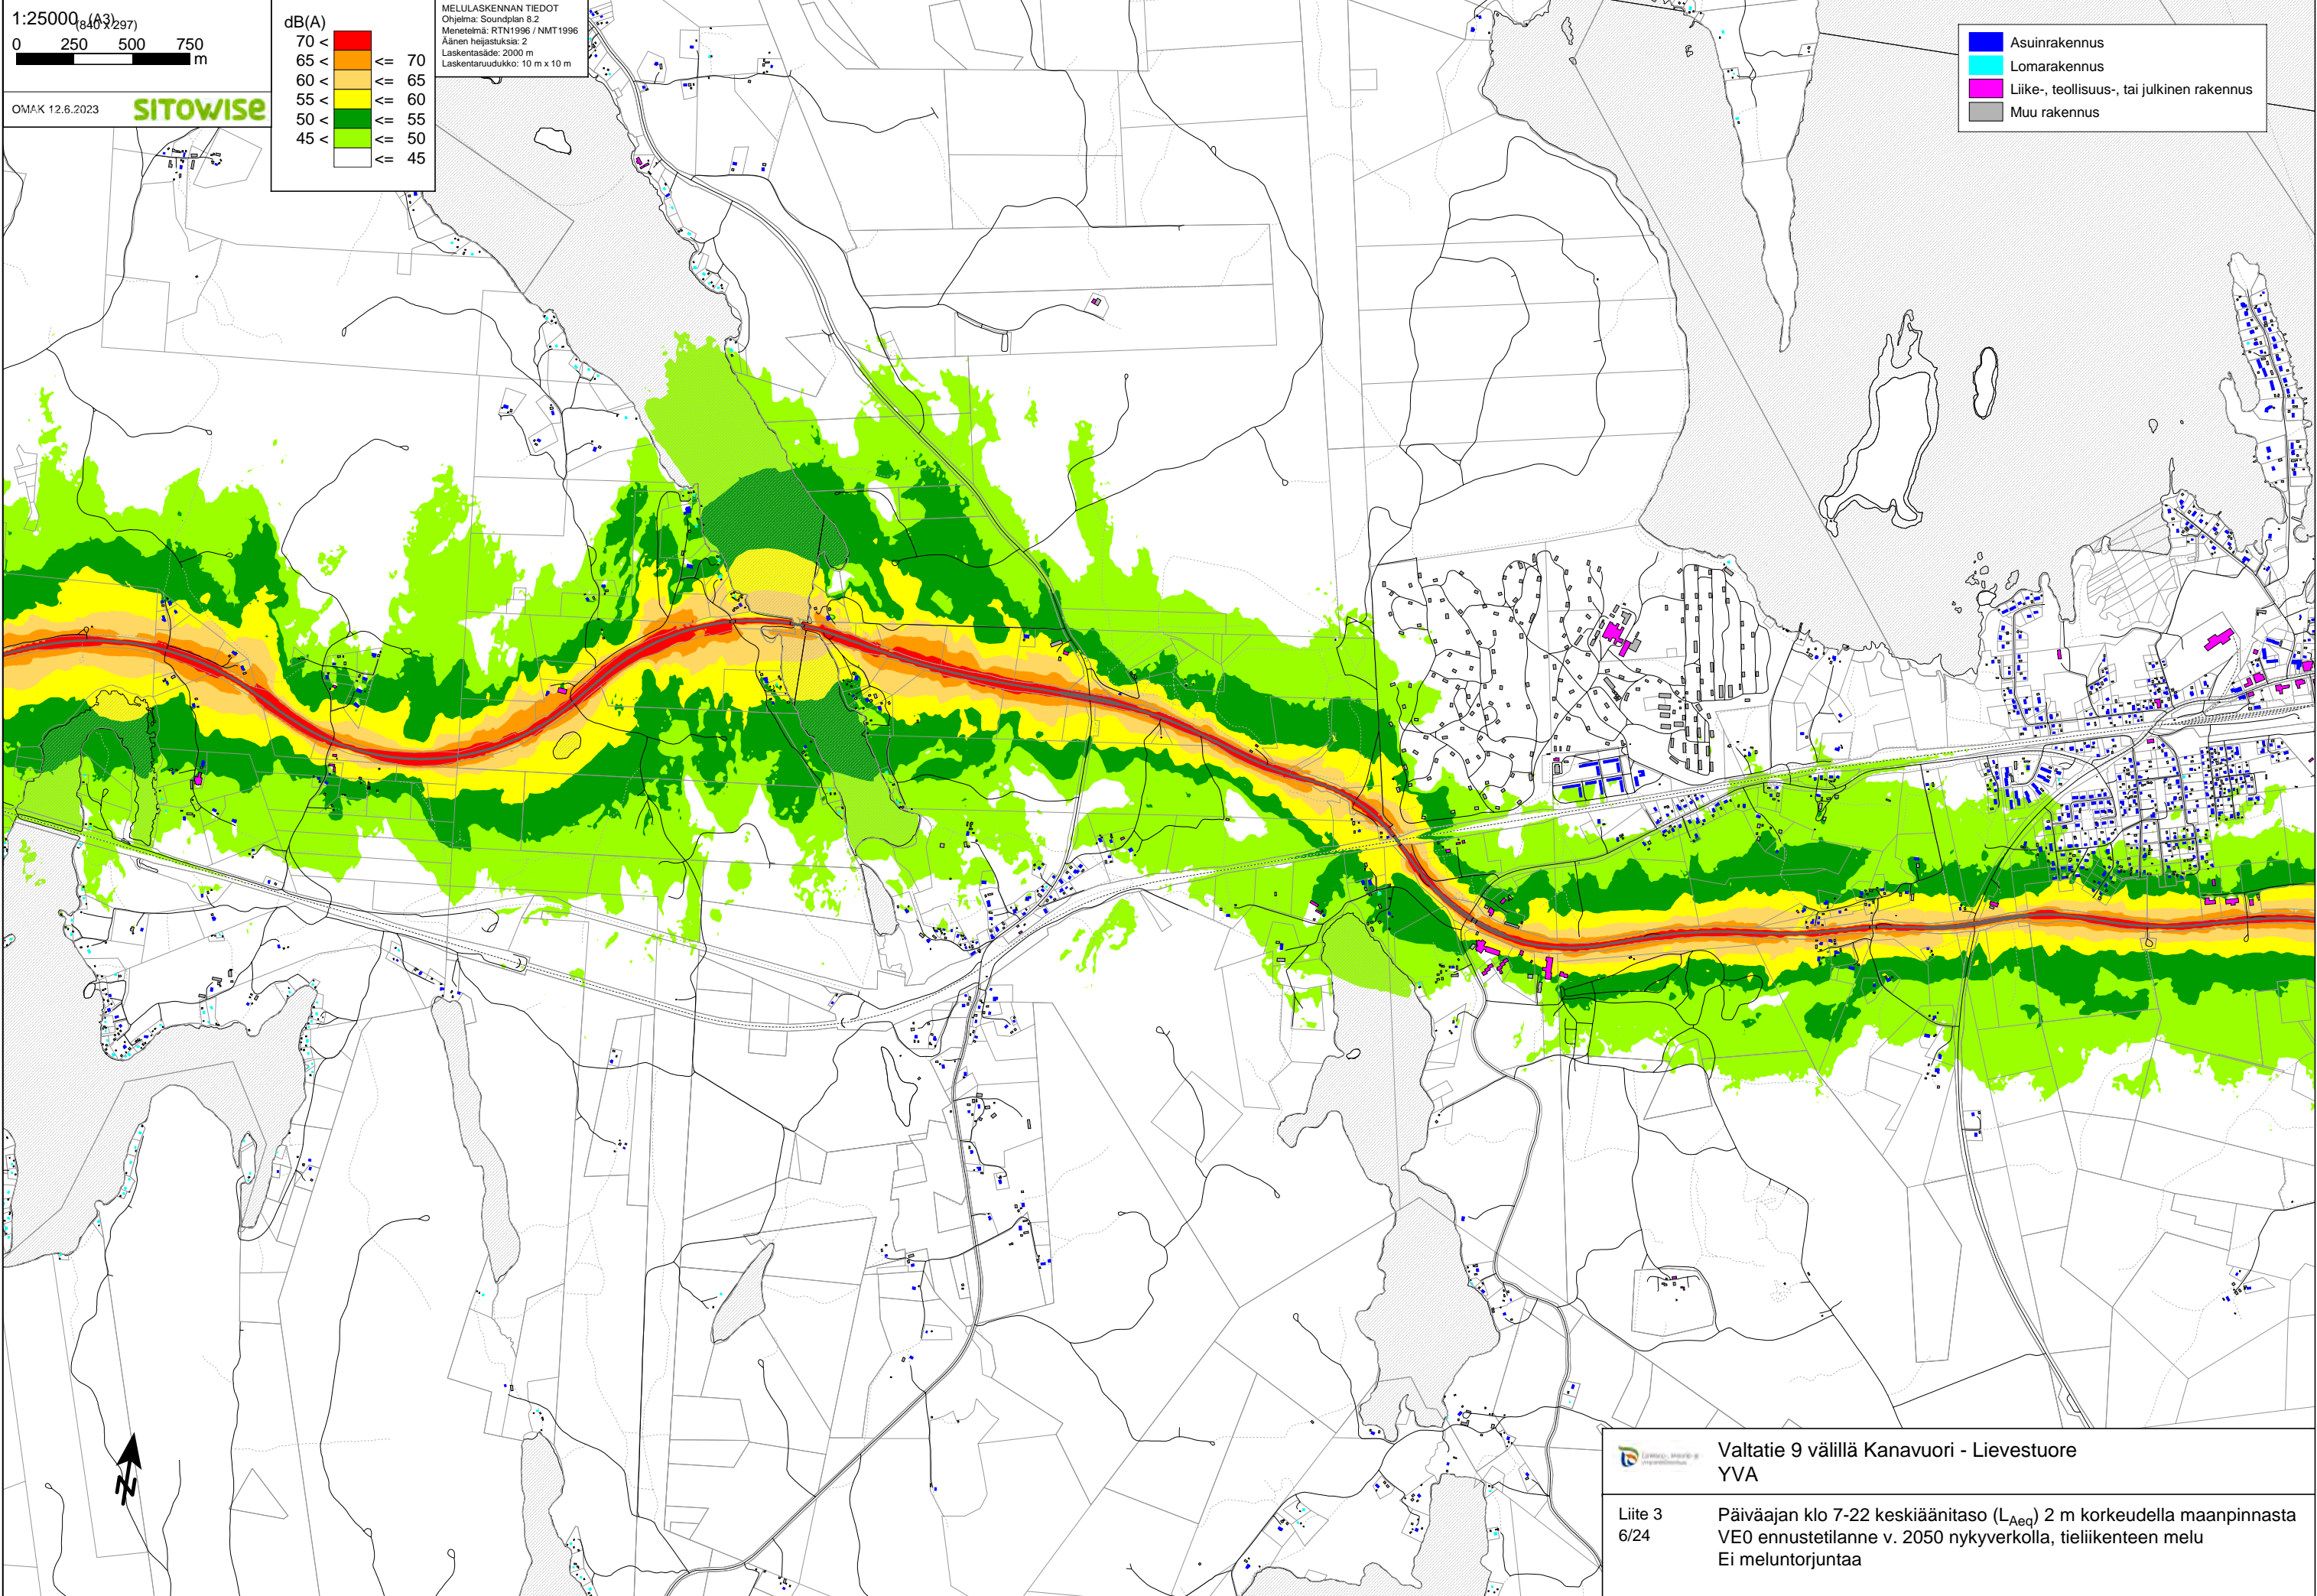 1:25000 (A3)
(840 x 297)
0 250 500 750
m
OMAK 12.6.2023
SITOWISE
dB(A)
70 <
65 < <= 70
60 < <= 65
55 < <= 60
50 < <= 55
45 < <= 50
<= 45
MELULASKENNAN TIEDOT
Ohjelma: Soundplan 8.2
Menetelmä: RTN1996 / NMT1996
Äänen heijastuksia: 2
Laskentasäde: 2000 m
Laskentaruudukko: 10 m x 10 m
Asuinrakennus
Lomarakennus
Liike-, teollisuus-, tai julkinen rakennus
Muu rakennus
N
Valtatie 9 välillä Kanavuori - Lievestuore
YVA
Liite 3
6/24
Päiväajan klo 7-22 keskiäänitaso (LAeq) 2 m korkeudella maanpinnasta
VE0 ennustetilanne v. 2050 nykyverkolla, tieliikenteen melu
Ei meluntorjuntaa